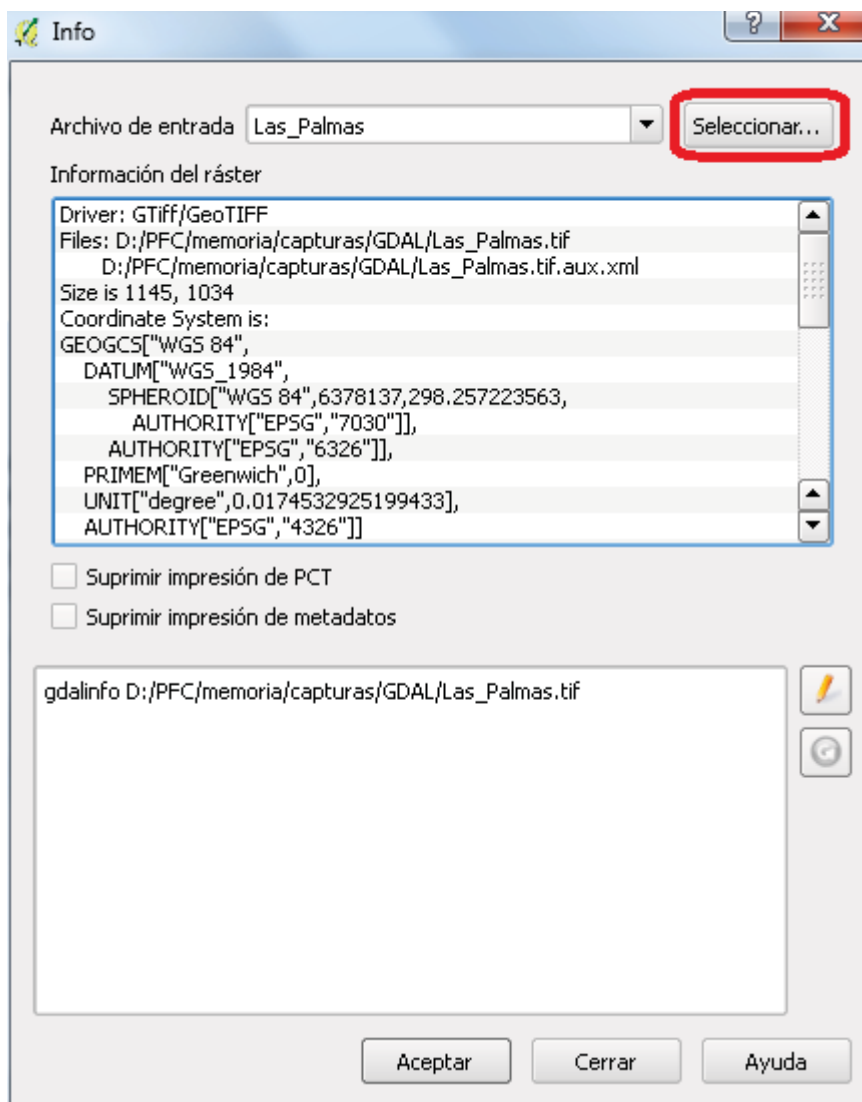 Info
Archivo de entrada Las_Palmas Seleccionar...
Información del ráster
Driver: GTiff/GeoTIFF
Files: D:/PFC/memoria/capturas/GDAL/Las_Palmas.tif
D:/PFC/memoria/capturas/GDAL/Las_Palmas.tif.aux.xml
Size is 1145, 1034
Coordinate System is:
GEOGCS["WGS 84",
DATUM["WGS_1984",
SPHEROID["WGS 84",6378137,298.257223563,
AUTHORITY["EPSG","7030"]],
AUTHORITY["EPSG","6326"]],
PRIMEM["Greenwich",0],
UNIT["degree",0.0174532925199433],
AUTHORITY["EPSG","4326"]]
Suprimir impresión de PCT
Suprimir impresión de metadatos
gdalinfo D:/PFC/memoria/capturas/GDAL/Las_Palmas.tif
Aceptar Cerrar Ayuda